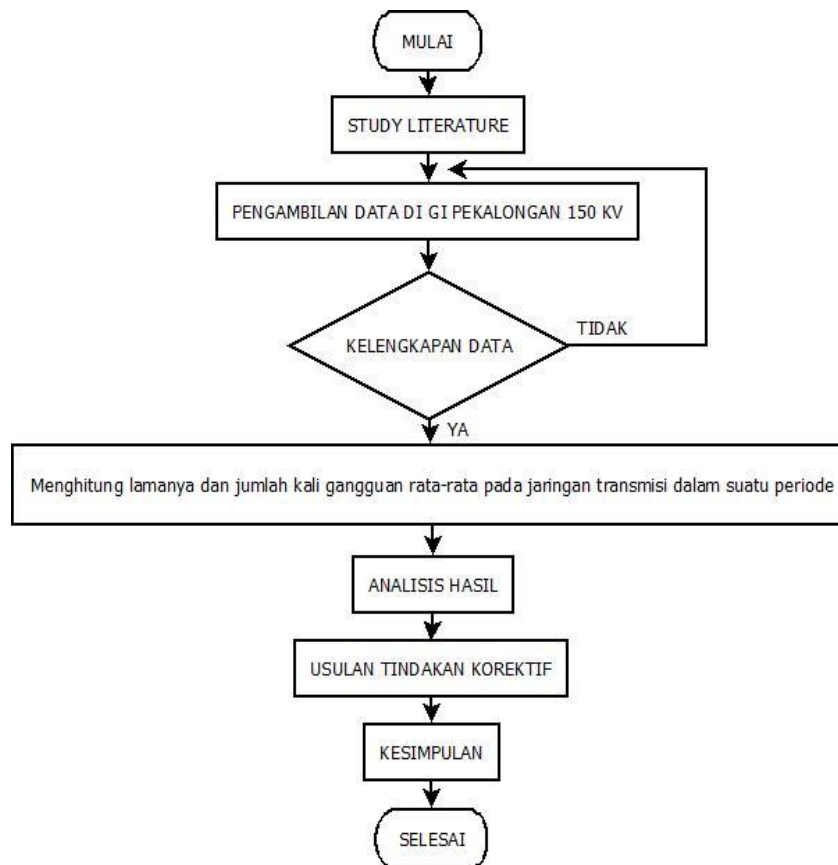 MULAI
STUDY LITERATURE
PENGAMBILAN DATA DI GI PEKALONGAN 150 KV
KELENGKAPAN DATA
TIDAK
YA
Menghitung lamanya dan jumlah kali gangguan rata-rata pada jaringan transmisi dalam suatu periode
ANALISIS HASIL
USULAN TINDAKAN KOREKTIF
KESIMPULAN
SELESAI